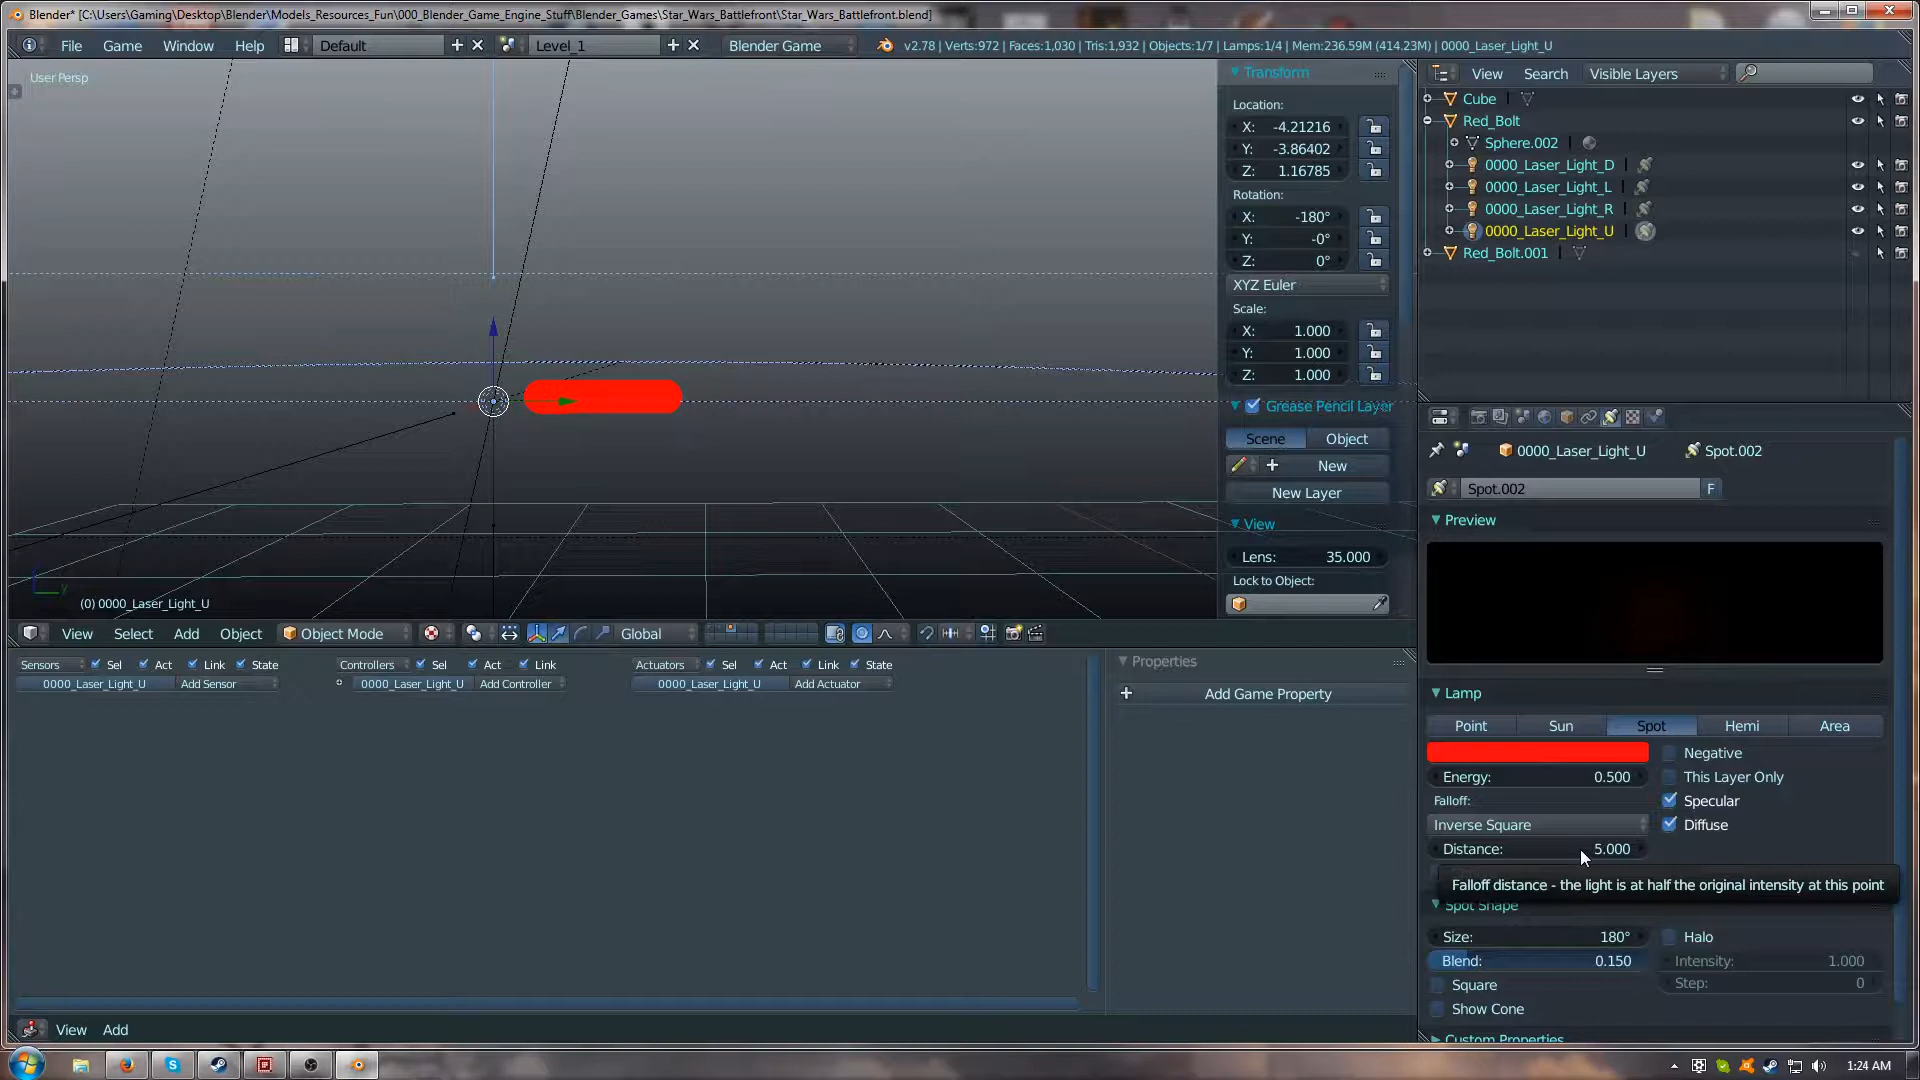 Blender* [C:\Users\Gaming\Desktop\Blender\Models_Resources_Fun\000_Blender_Game_Engine_Stuff\Blender_Games\Star_Wars_Battlefront\Star_Wars_Battlefront.blend]
File Game Window Help Default Level_1 Blender Game v2.78 | Verts:972 | Faces:1,030 | Tris:1,932 | Objects:1/7 | Lamps:1/4 | Mem:236.59M (414.23M) | 0000_Laser_Light_U
User Persp
(0) 0000_Laser_Light_U
Transform
Location:
X: -4.21216
Y: -3.86402
Z: 1.16785
Rotation:
X: -180°
Y: -0°
Z: 0°
XYZ Euler
Scale:
X: 1.000
Y: 1.000
Z: 1.000
Grease Pencil Layer
Scene Object
New
New Layer
View
Lens: 35.000
Lock to Object:
View Search Visible Layers
Cube
Red_Bolt
Sphere.002
0000_Laser_Light_D
0000_Laser_Light_L
0000_Laser_Light_R
0000_Laser_Light_U
Red_Bolt.001
View Select Add Object Object Mode Global
Sensors Sel Act Link State Controllers Sel Act Link Actuators Sel Act Link State
0000_Laser_Light_U Add Sensor 0000_Laser_Light_U Add Controller 0000_Laser_Light_U Add Actuator
Properties
Add Game Property
View Add
0000_Laser_Light_U Spot.002
Spot.002 F
Preview
Lamp
Point Sun Spot Hemi Area
Negative
Energy: 0.500 This Layer Only
Falloff: Specular
Inverse Square Diffuse
Distance: 5.000
Falloff distance - the light is at half the original intensity at this point
Spot Shape
Size: 180° Halo
Blend: 0.150 Intensity: 1.000
Square Step: 0
Show Cone
Custom Properties
1:24 AM